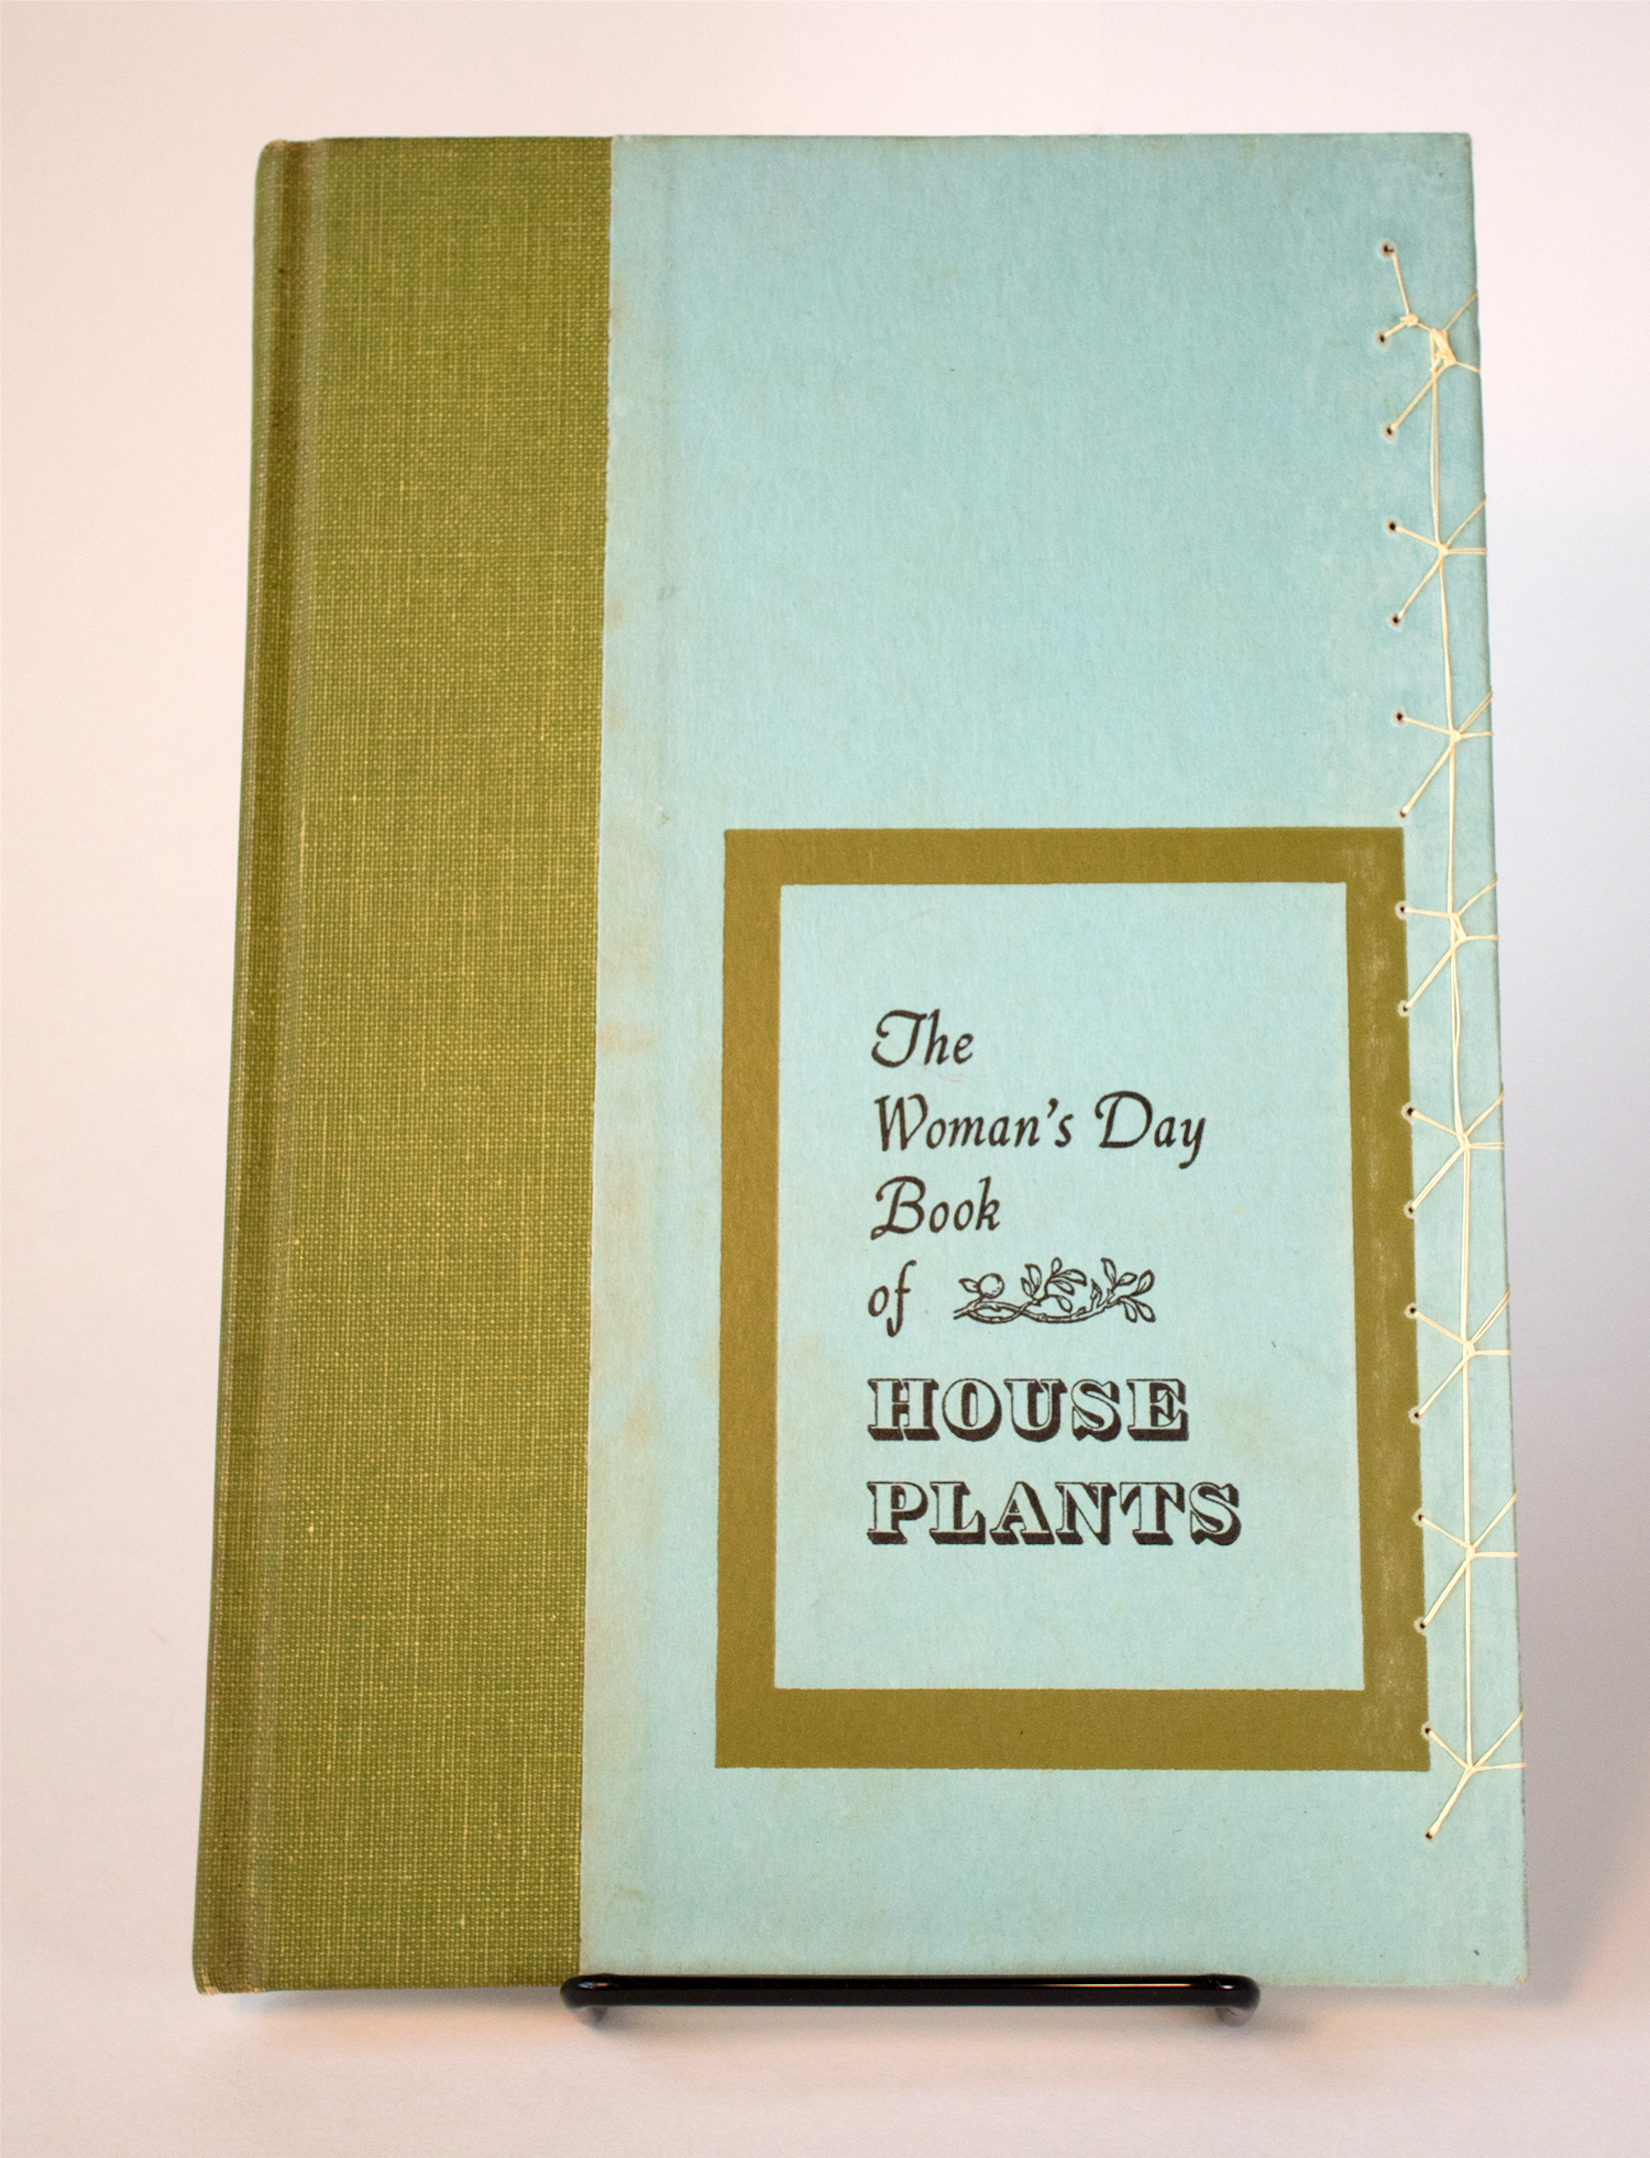 The
Woman's Day
Book
of
HOUSE
PLANTS